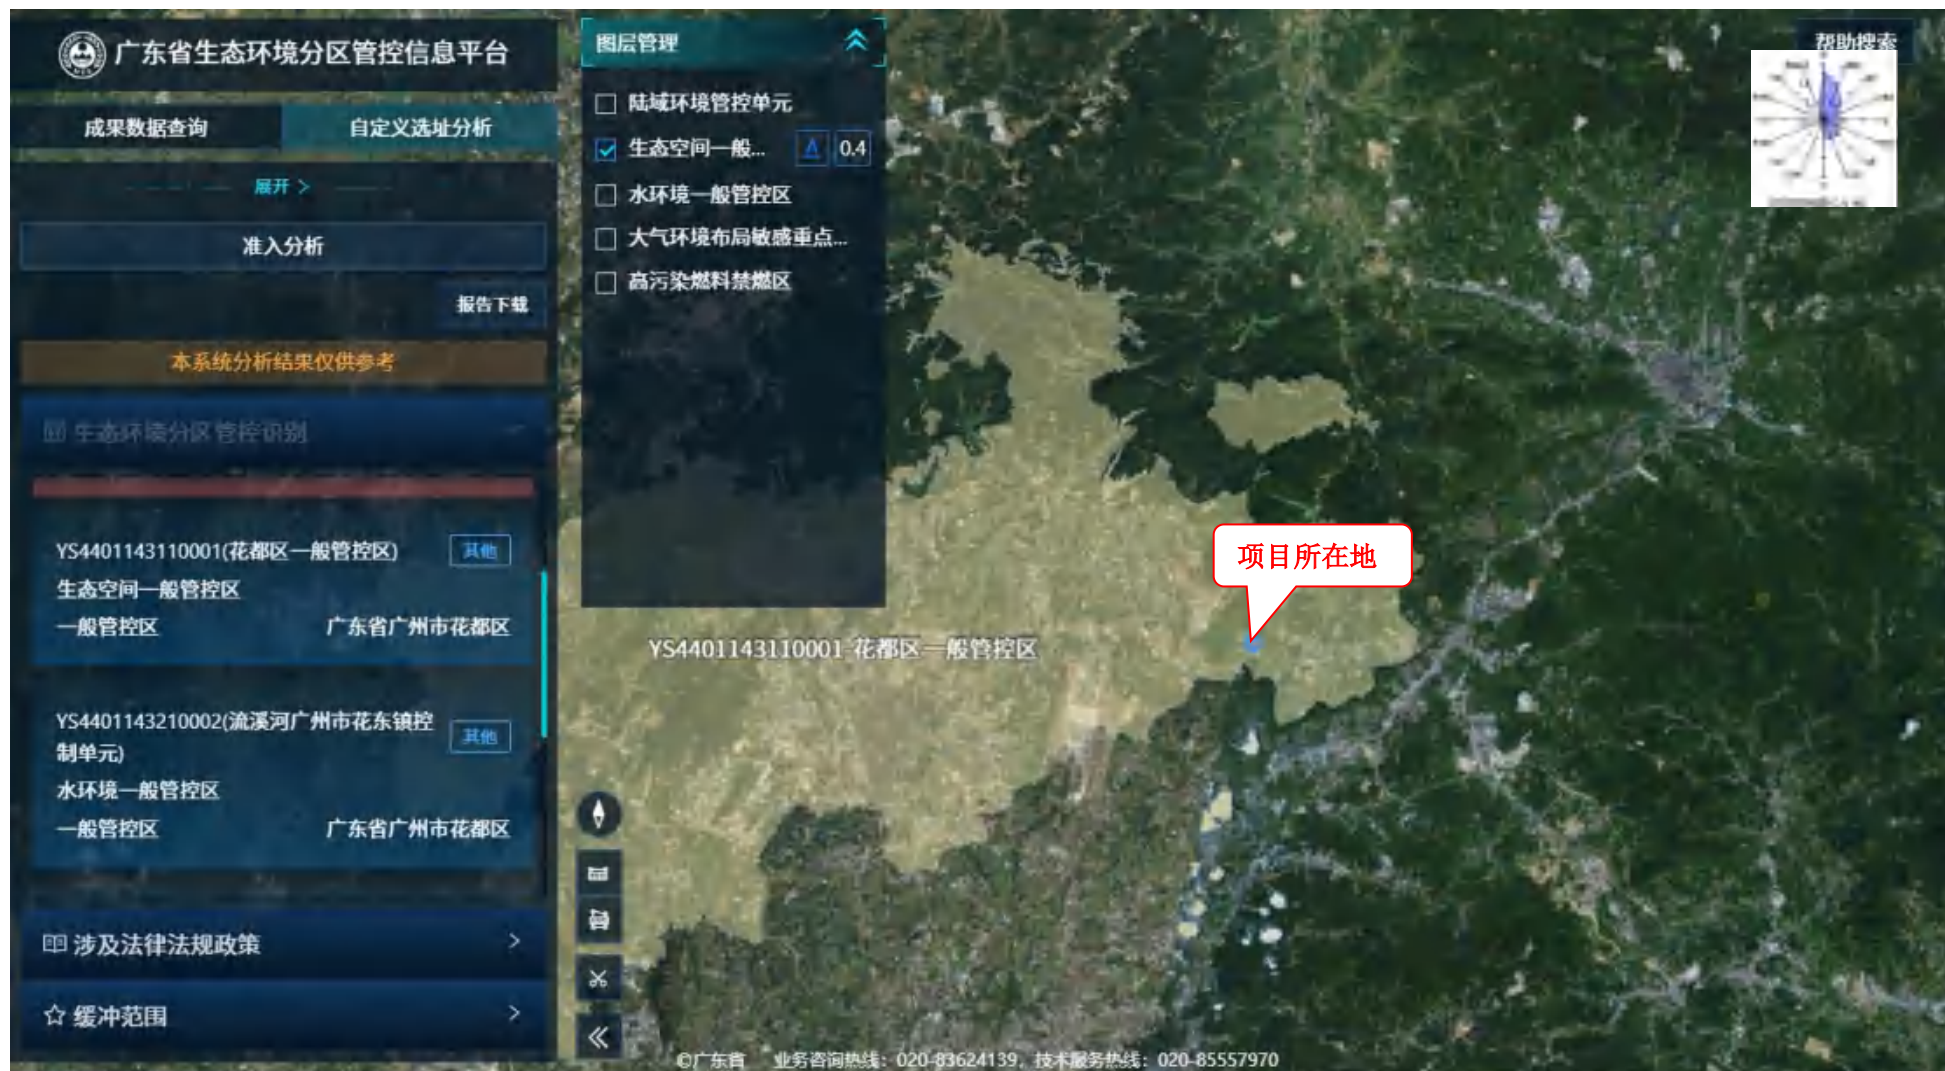 广东省生态环境分区管控信息平台
成果数据查询
自定义选址分析
展开 >
准入分析
报告下载
本系统分析结果仅供参考
生态环境分区管控识别
YS4401143110001(花都区一般管控区)
其他
生态空间一般管控区
一般管控区
广东省广州市花都区
YS4401143210002(流溪河广州市花东镇控
制单元)
其他
水环境一般管控区
一般管控区
广东省广州市花都区
涉及法律法规政策
缓冲范围
图层管理
陆域环境管控单元
生态空间一般...
0.4
水环境一般管控区
大气环境布局敏感重点...
高污染燃料禁燃区
帮助搜索
项目所在地
YS4401143110001-花都区一般管控区
©广东省 业务咨询热线：020-83624139，技术服务热线：020-85557970